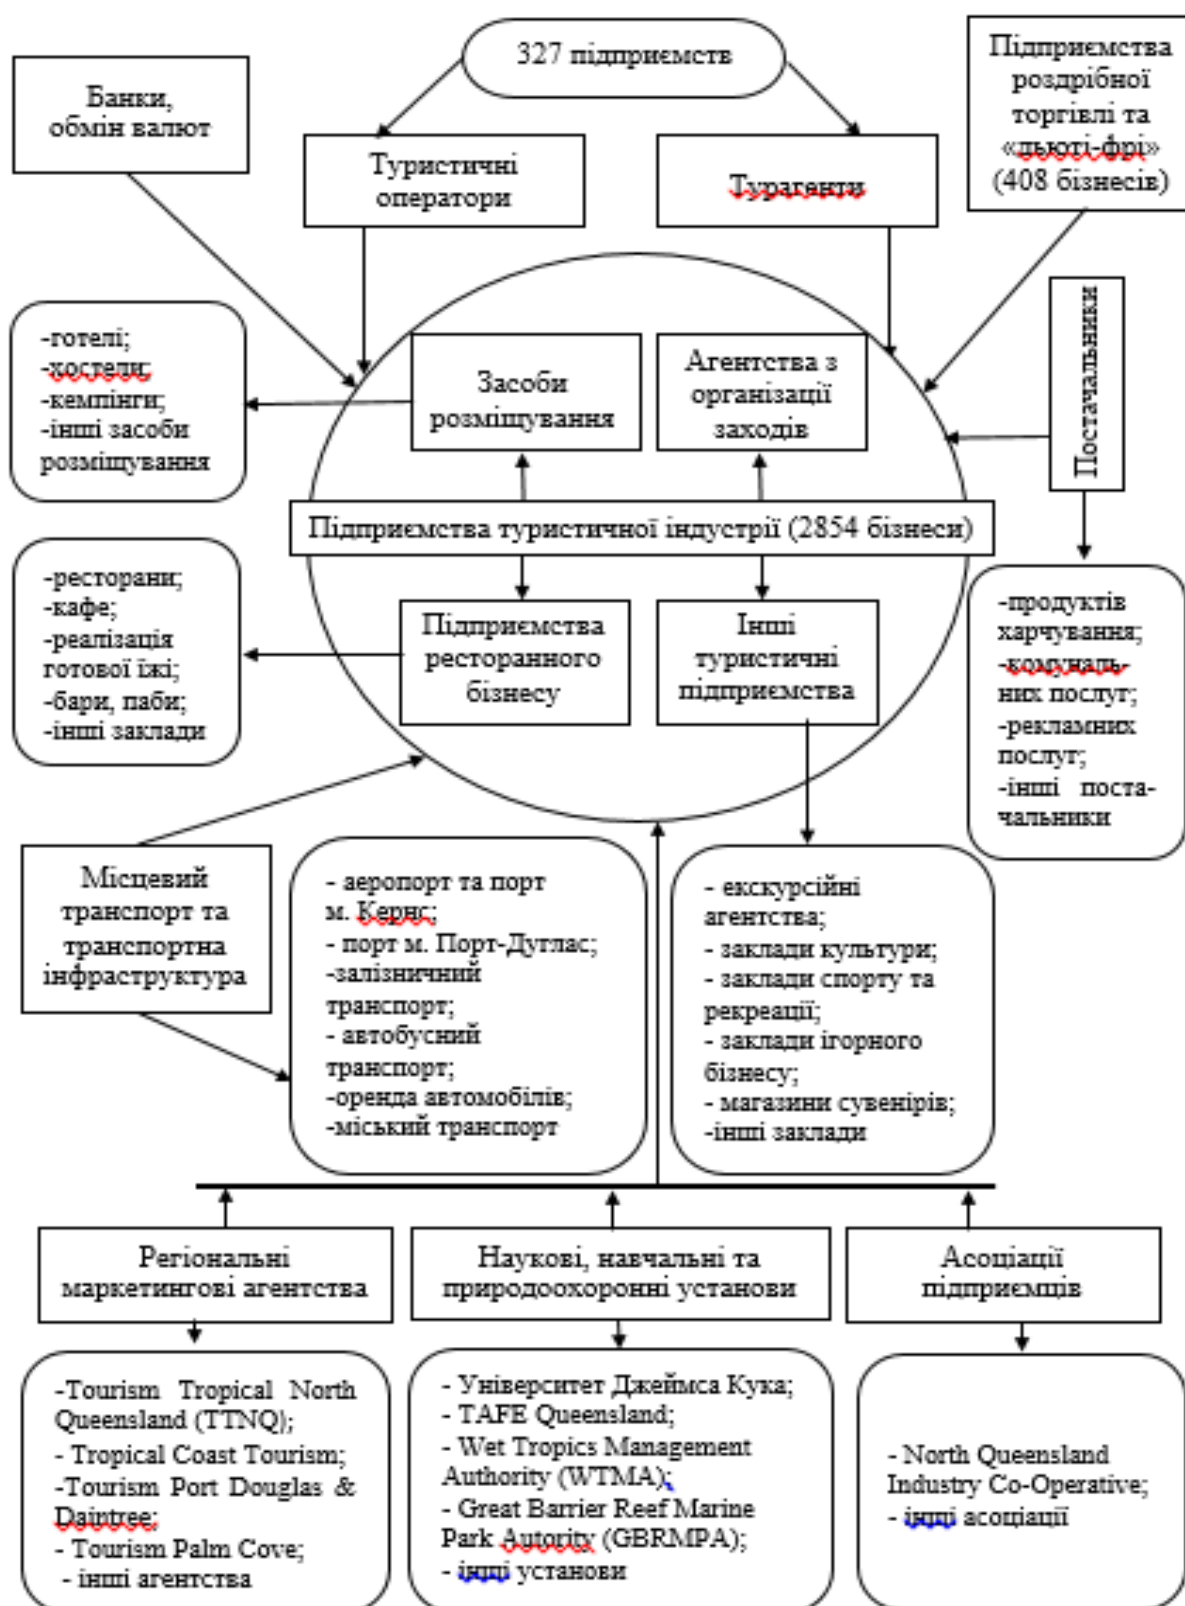 327 підприємств
Банки,
обмін валют
Туристичні
оператори
Турагенти
Підприємства
роздрібної
торгівлі та
«дьюті-фрі»
(408 бізнесів)
-готелі;
-хостели;
-кемпінги;
-інші засоби
розміщування
Засоби
розміщування
Агентства з
організації
заходів
Постачальники
Підприємства туристичної індустрії (2854 бізнеси)
-ресторани;
-кафе;
-реалізація
готової їжі;
-бари, паби;
-інші заклади
Підприємства
ресторанного
бізнесу
Інші
туристичні
підприємства
-продуктів
харчування;
-комуналь-
них послуг;
-рекламних
послуг;
-інші поста-
чальники
Місцевий
транспорт та
транспортна
інфраструктура
- аеропорт та порт
м. Кернс;
- порт м. Порт-Дуглас;
-залізничний
транспорт;
- автобусний
транспорт;
-оренда автомобілів;
-міський транспорт
- екскурсійні
агентства;
- заклади культури;
- заклади спорту та
рекреації;
- заклади ігорного
бізнесу;
- магазини сувенірів;
-інші заклади
Регіональні
маркетингові агентства
Наукові, навчальні та
природоохоронні установи
Асоціації
підприємців
-Tourism Tropical North
Queensland (TTNQ);
- Tropical Coast Tourism;
-Tourism Port Douglas &
Daintree;
- Tourism Palm Cove;
- інші агентства
- Університет Джеймса Кука;
- TAFE Queensland;
- Wet Tropics Management
Authority (WTMA);
- Great Barrier Reef Marine
Park Autority (GBRMPA);
- інщі установи
- North Queensland
Industry Co-Operative;
- інщі асоціації